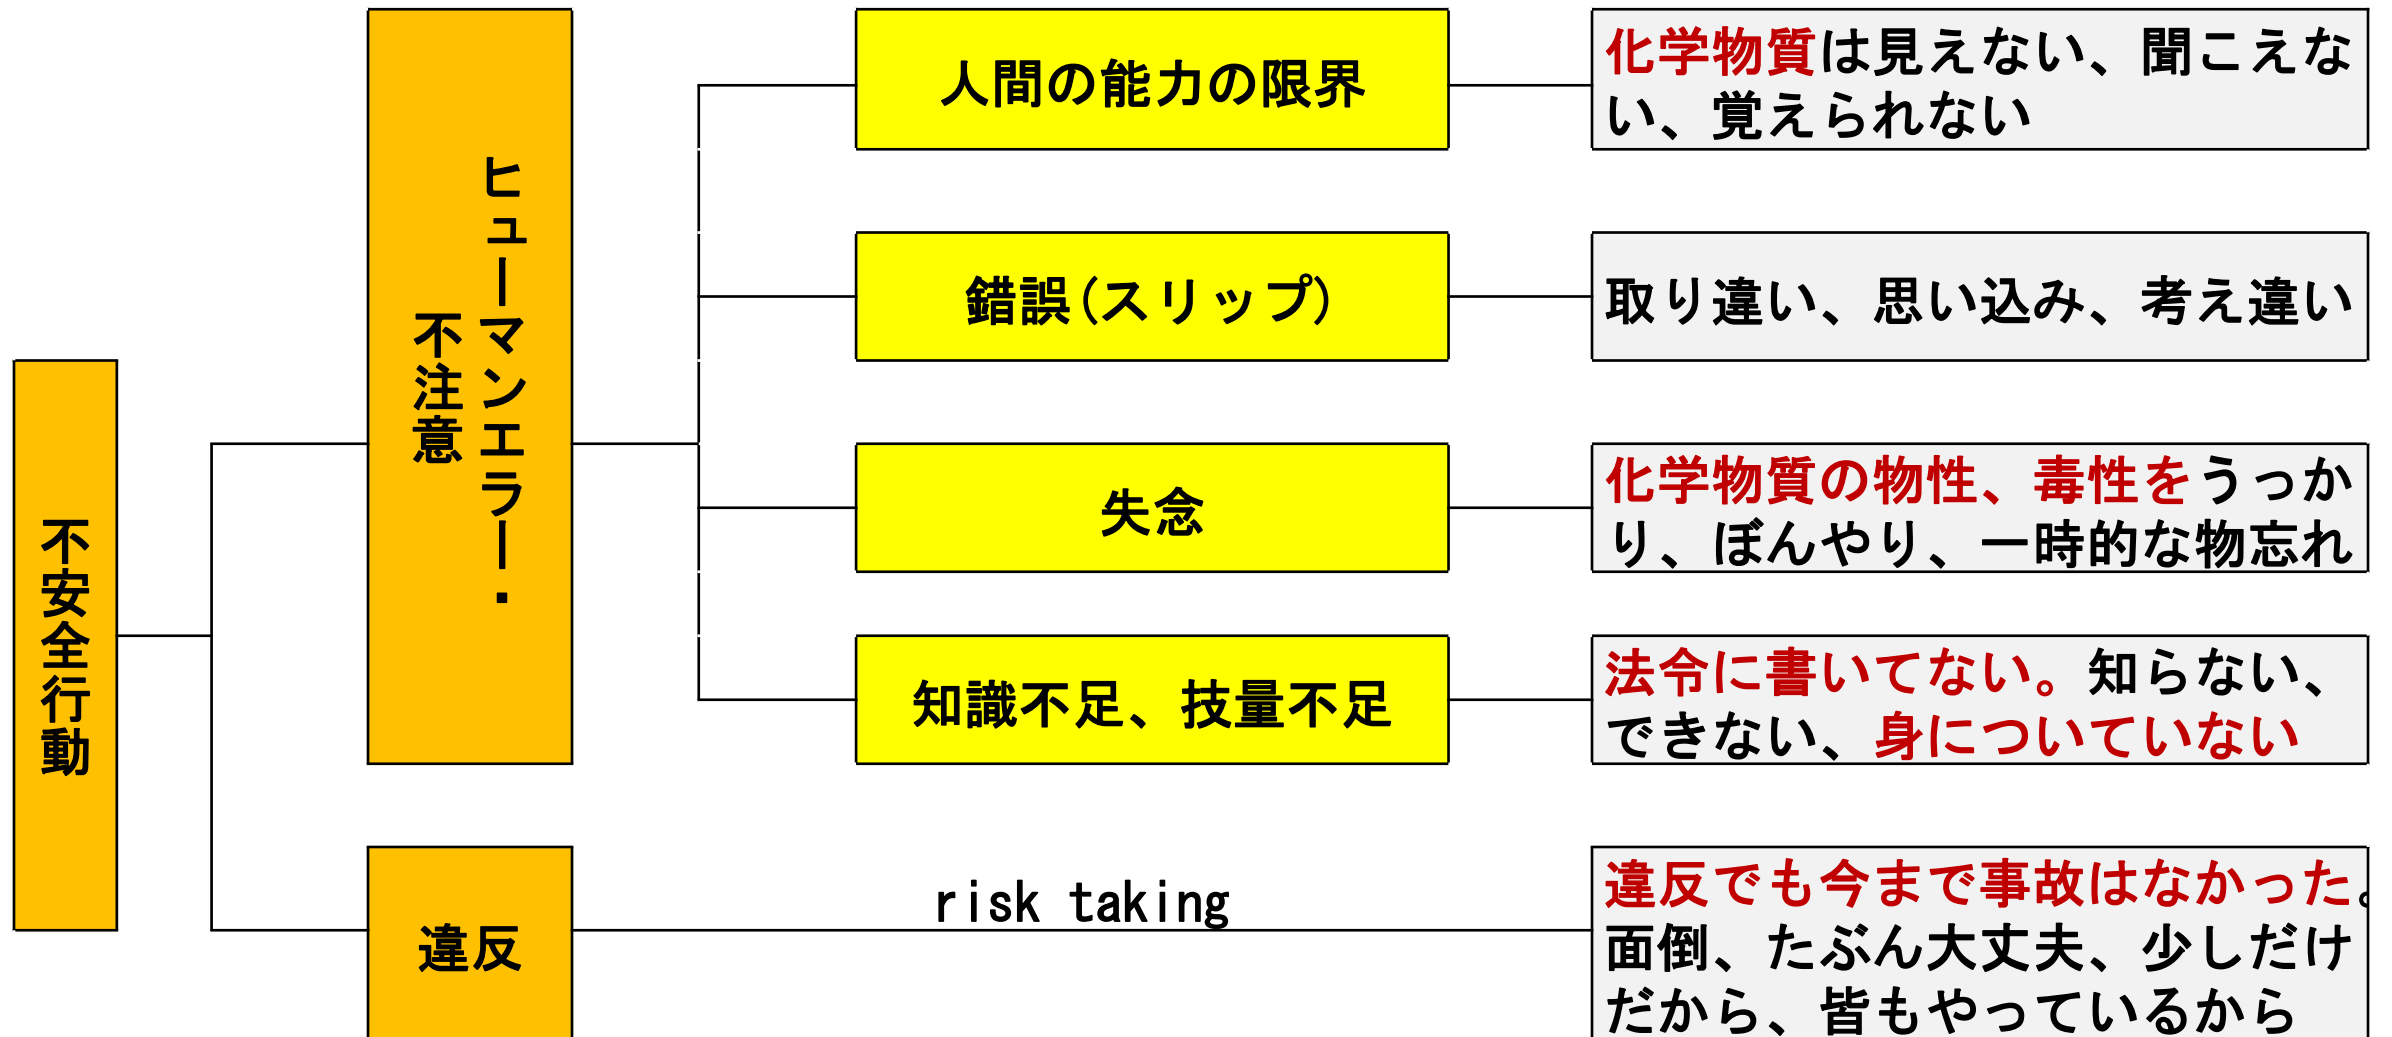 不安全行動
ヒューマンエラー・
不注意
人間の能力の限界
化学物質は見えない、聞こえな
い、覚えられない
錯誤(スリップ)
取り違い、思い込み、考え違い
失念
化学物質の物性、毒性をうっか
り、ぼんやり、一時的な物忘れ
知識不足、技量不足
法令に書いてない。知らない、
できない、身についていない
違反
risk taking
違反でも今まで事故はなかった。
面倒、たぶん大丈夫、少しだけ
だから、皆もやっているから